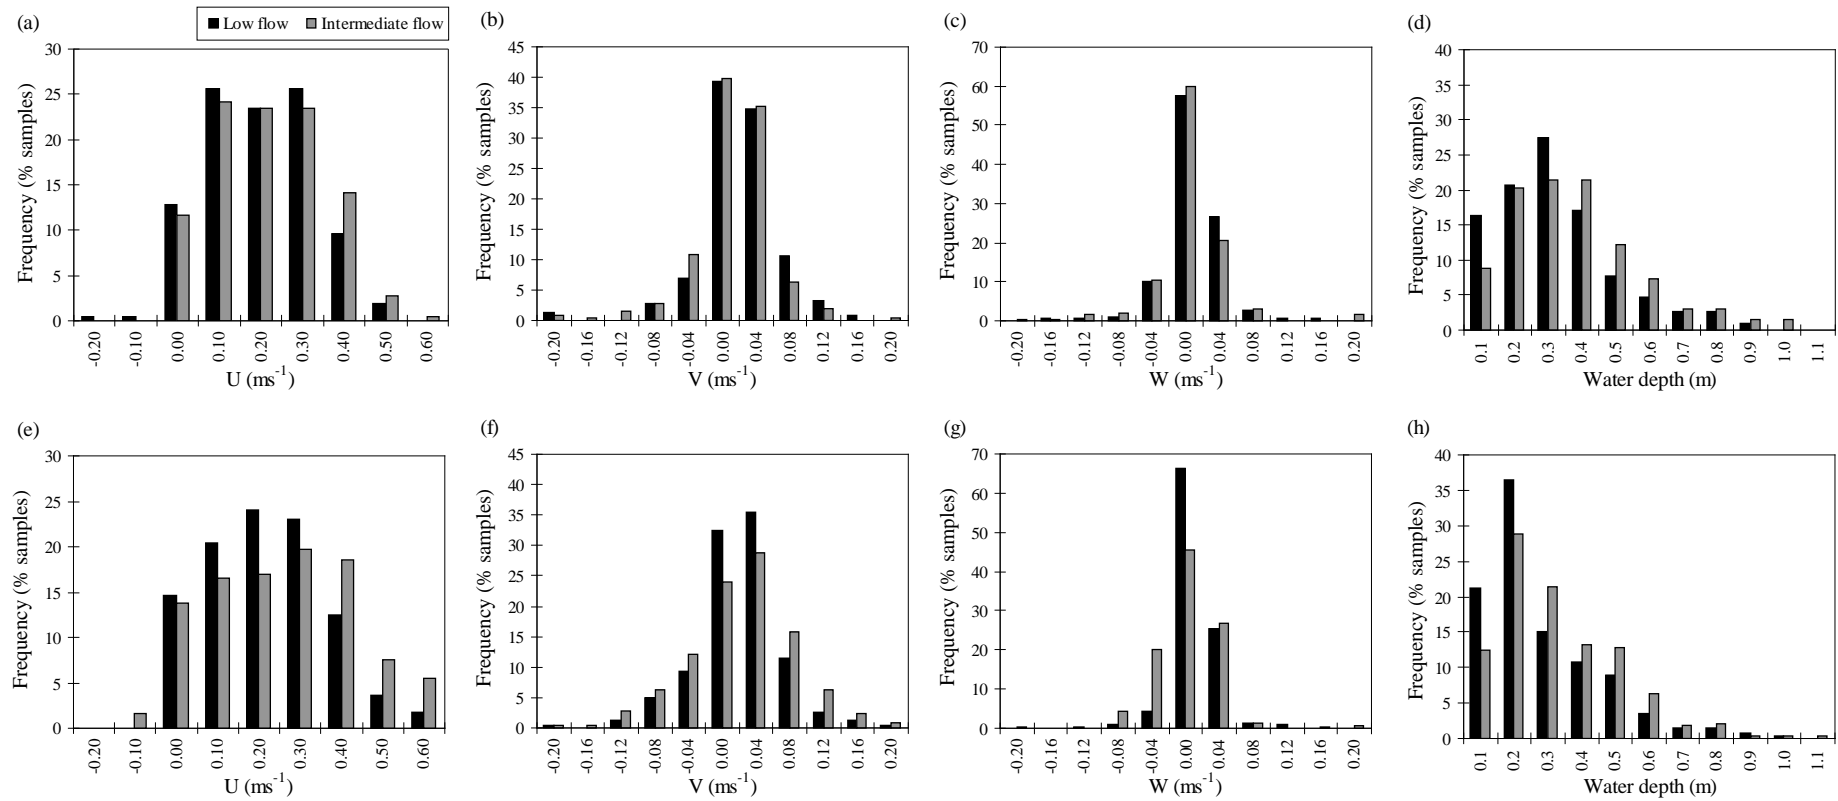 (a)
Low flow Intermediate flow
Frequency (% samples)
30
25
20
15
10
5
0
-0.20 -0.10 0.00 0.10 0.20 0.30 0.40 0.50 0.60
U (ms-1)
(b)
Frequency (% samples)
45
40
35
30
25
20
15
10
5
0
-0.20 -0.16 -0.12 -0.08 -0.04 0.00 0.04 0.08 0.12 0.16 0.20
V (ms-1)
(c)
Frequency (% samples)
70
60
50
40
30
20
10
0
-0.20 -0.16 -0.12 -0.08 -0.04 0.00 0.04 0.08 0.12 0.16 0.20
W (ms-1)
(d)
Frequency (% samples)
40
35
30
25
20
15
10
5
0
0.1 0.2 0.3 0.4 0.5 0.6 0.7 0.8 0.9 1.0 1.1
Water depth (m)
(e)
Frequency (% samples)
30
25
20
15
10
5
0
-0.20 -0.10 0.00 0.10 0.20 0.30 0.40 0.50 0.60
U (ms-1)
(f)
Frequency (% samples)
45
40
35
30
25
20
15
10
5
0
-0.20 -0.16 -0.12 -0.08 -0.04 0.00 0.04 0.08 0.12 0.16 0.20
V (ms-1)
(g)
Frequency (% samples)
70
60
50
40
30
20
10
0
-0.20 -0.16 -0.12 -0.08 -0.04 0.00 0.04 0.08 0.12 0.16 0.20
W (ms-1)
(h)
Frequency (% samples)
40
35
30
25
20
15
10
5
0
0.1 0.2 0.3 0.4 0.5 0.6 0.7 0.8 0.9 1.0 1.1
Water depth (m)